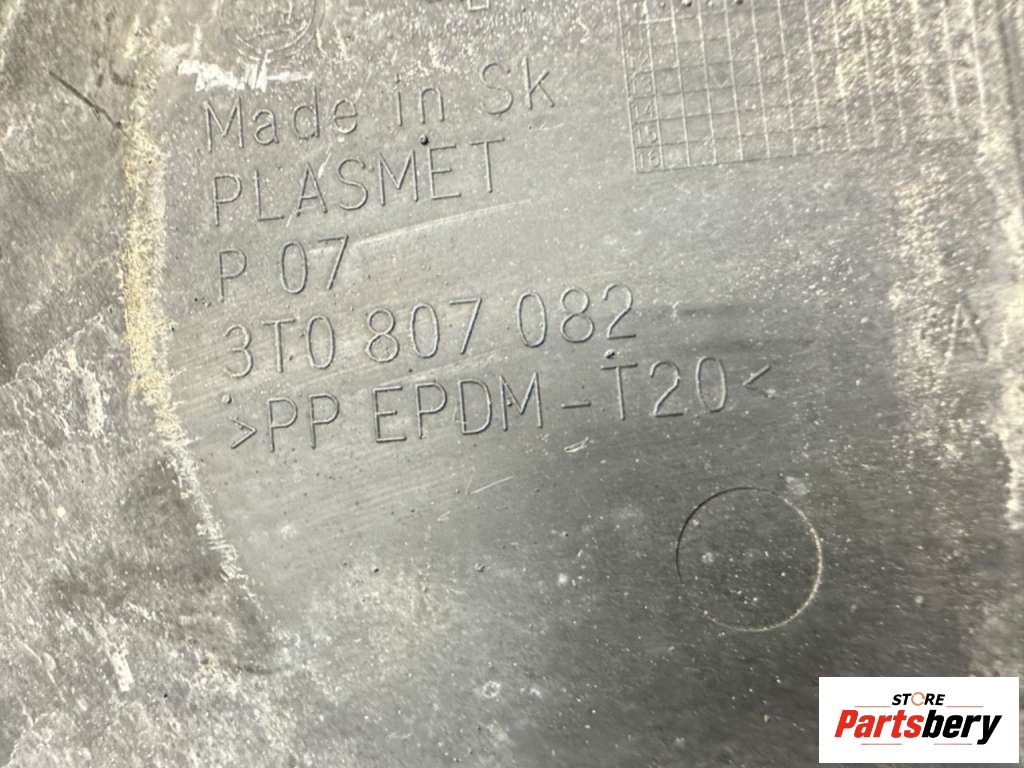 Made in Sk
PLASMET
P 07
3T0 807 082
>PP EPDM-T20<
A
STORE
Partsbery